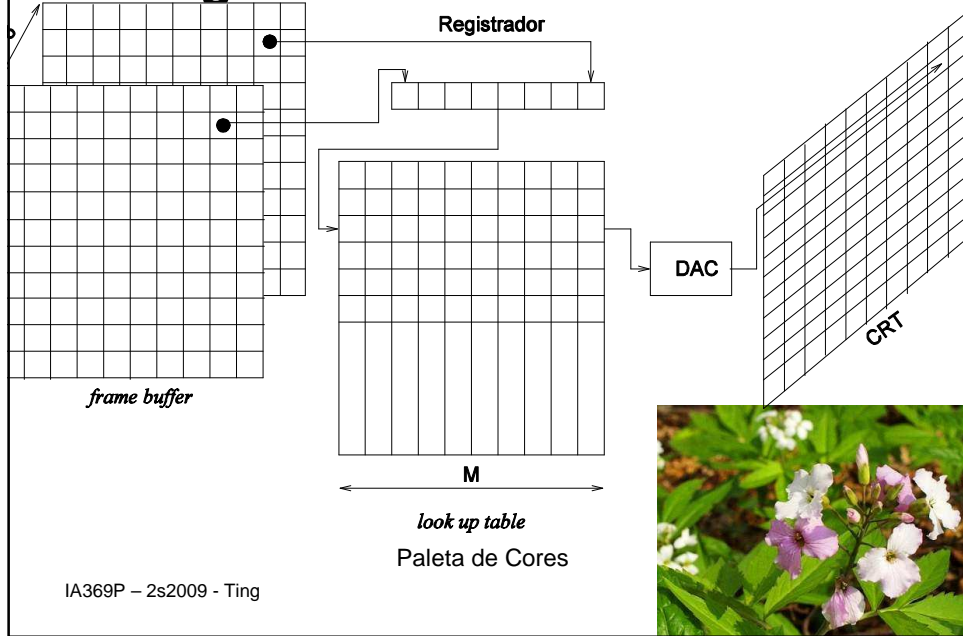 Registrador
DAC
CRT
frame buffer
M
look up table
Paleta de Cores
IA369P – 2s2009 - Ting